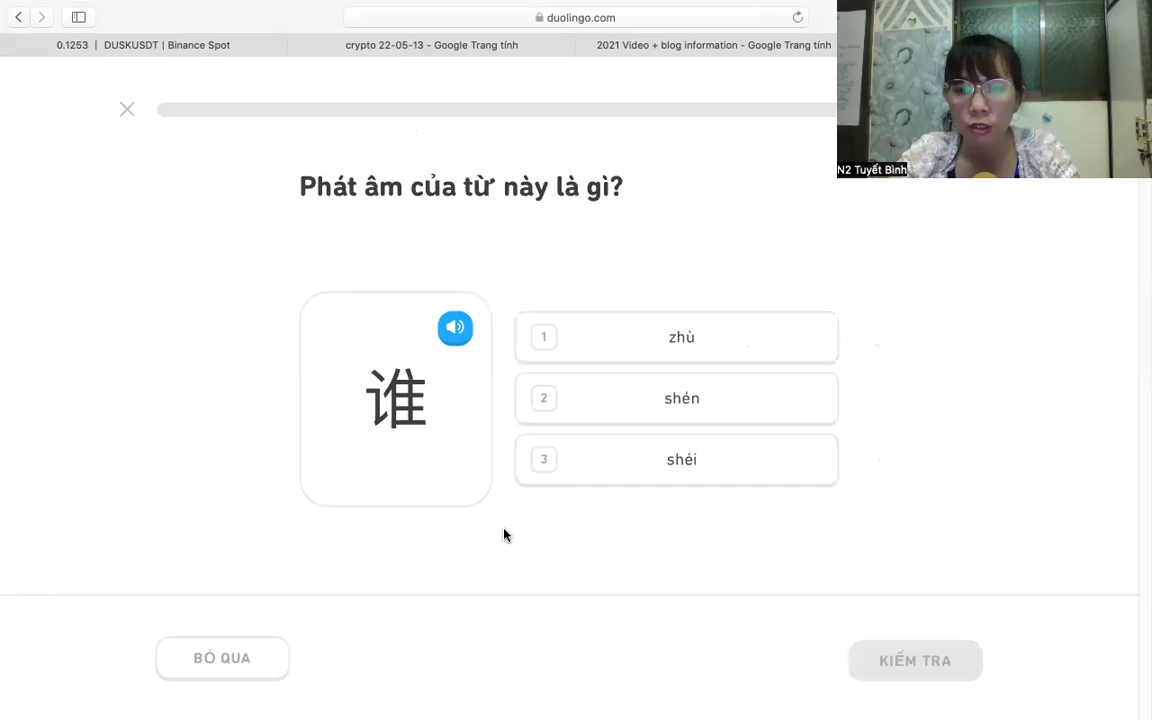 duolingo.com
0.1253 | DUSKUSDT | Binance Spot
crypto 22-05-13 - Google Trang tính
2021 Video + blog information - Google Trang tính
N2 Tuyết Bình
Phát âm của từ này là gì?
谁
1 zhù
2 shén
3 shéi
BỎ QUA
KIỂM TRA